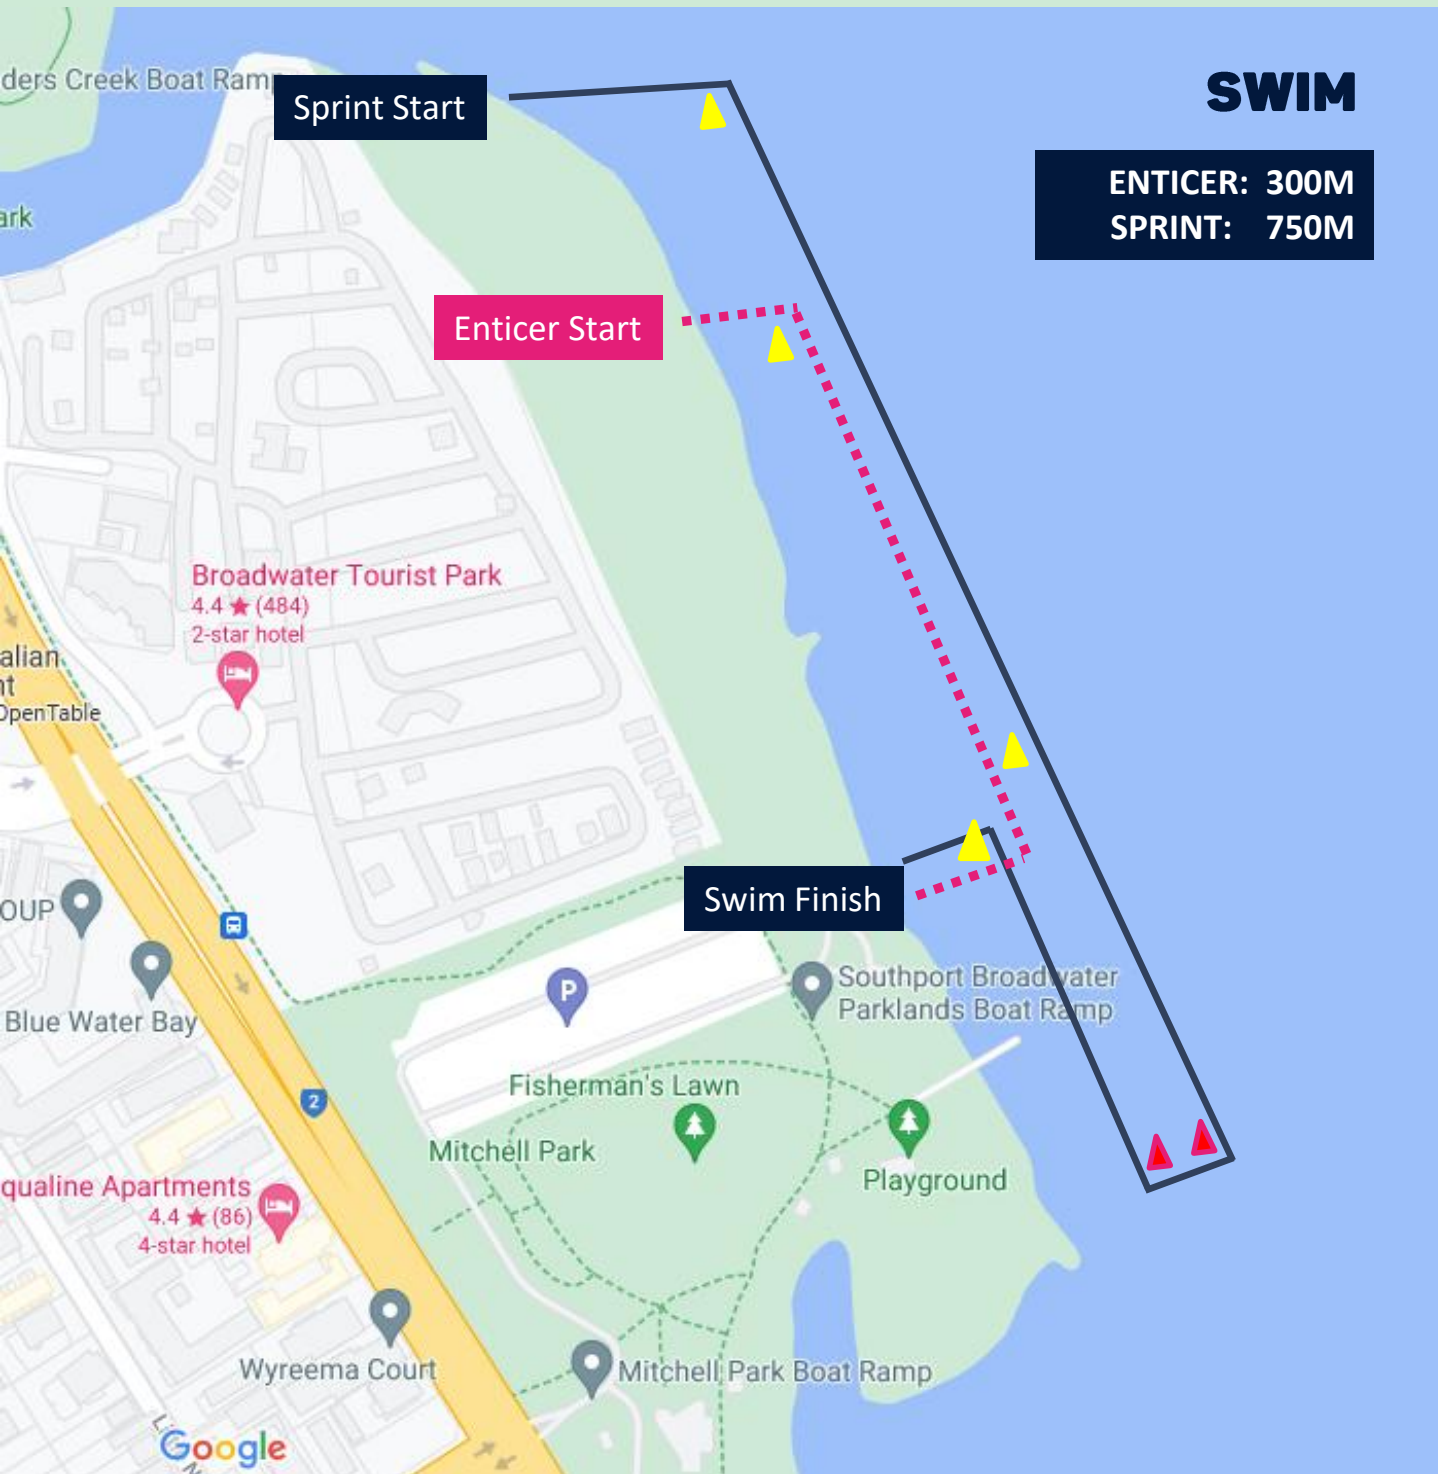 ders Creek Boat Ramp
SWIM
Sprint Start
ENTICER: 300M
SPRINT: 750M
ark
Enticer Start
Broadwater Tourist Park
4.4 ★ (484)
2-star hotel
alian
nt
OpenTable
Swim Finish
OUP
P
Southport Broadwater
Parklands Boat Ramp
Blue Water Bay
Fisherman's Lawn
2
Mitchell Park
Playground
qualine Apartments
4.4 ★ (86)
4-star hotel
Wyreema Court
Mitchell Park Boat Ramp
Google